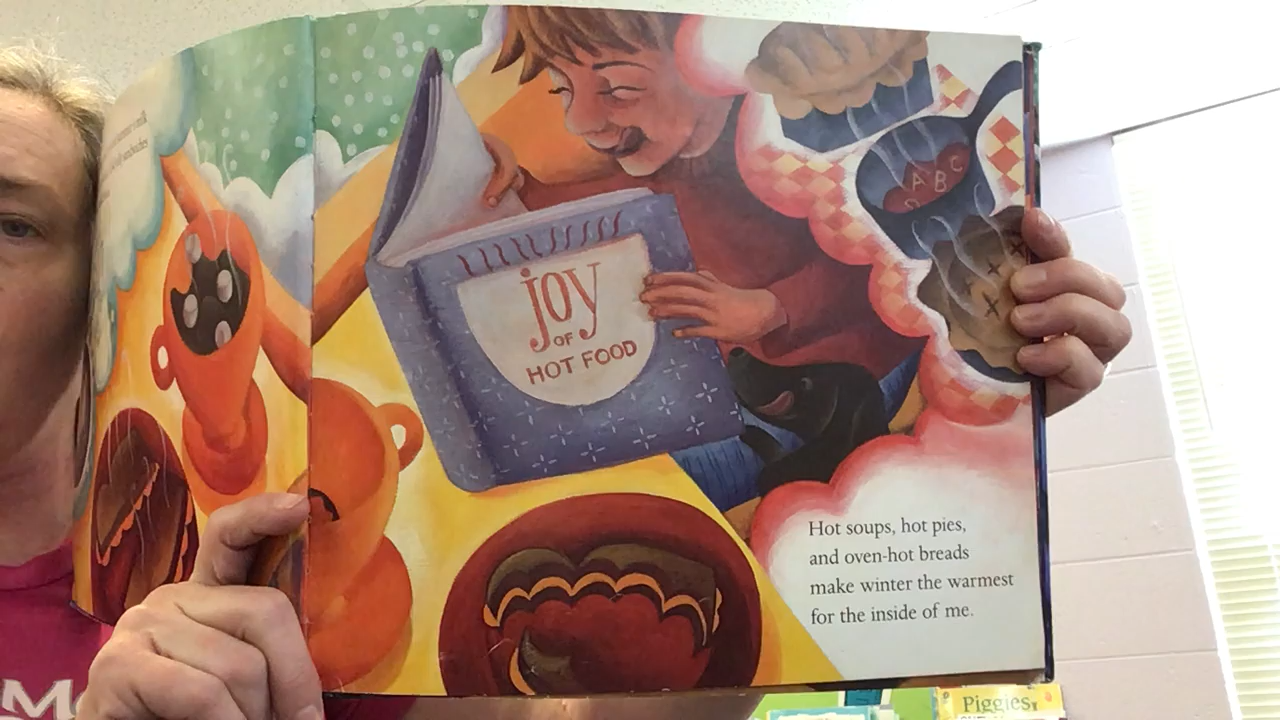 joy
OF
HOT FOOD
A B C
Hot soups, hot pies,
and oven-hot breads
make winter the warmest
for the inside of me.
Piggies